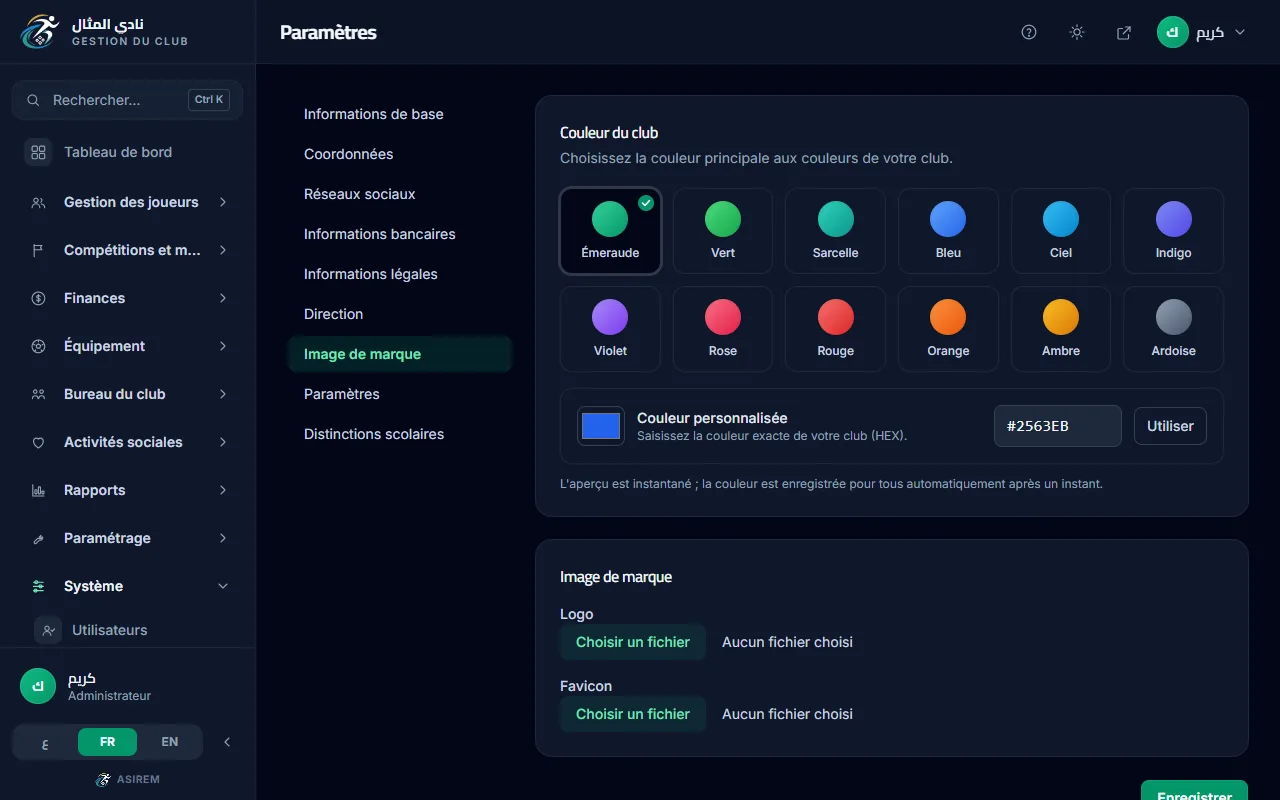 نادي المثال
GESTION DU CLUB
Rechercher...
Ctrl K
Tableau de bord
Gestion des joueurs
Compétitions et m...
Finances
Équipement
Bureau du club
Activités sociales
Rapports
Paramétrage
Système
Utilisateurs
ك
كريم
Administrateur
ع
FR
EN
ASIREM
Paramètres
ك
كريم
Informations de base
Coordonnées
Réseaux sociaux
Informations bancaires
Informations légales
Direction
Image de marque
Paramètres
Distinctions scolaires
Couleur du club
Choisissez la couleur principale aux couleurs de votre club.
Émeraude
Vert
Sarcelle
Bleu
Ciel
Indigo
Violet
Rose
Rouge
Orange
Ambre
Ardoise
Couleur personnalisée
Saisissez la couleur exacte de votre club (HEX).
#2563EB
Utiliser
L'aperçu est instantané ; la couleur est enregistrée pour tous automatiquement après un instant.
Image de marque
Logo
Choisir un fichier
Aucun fichier choisi
Favicon
Choisir un fichier
Aucun fichier choisi
Enregistrer